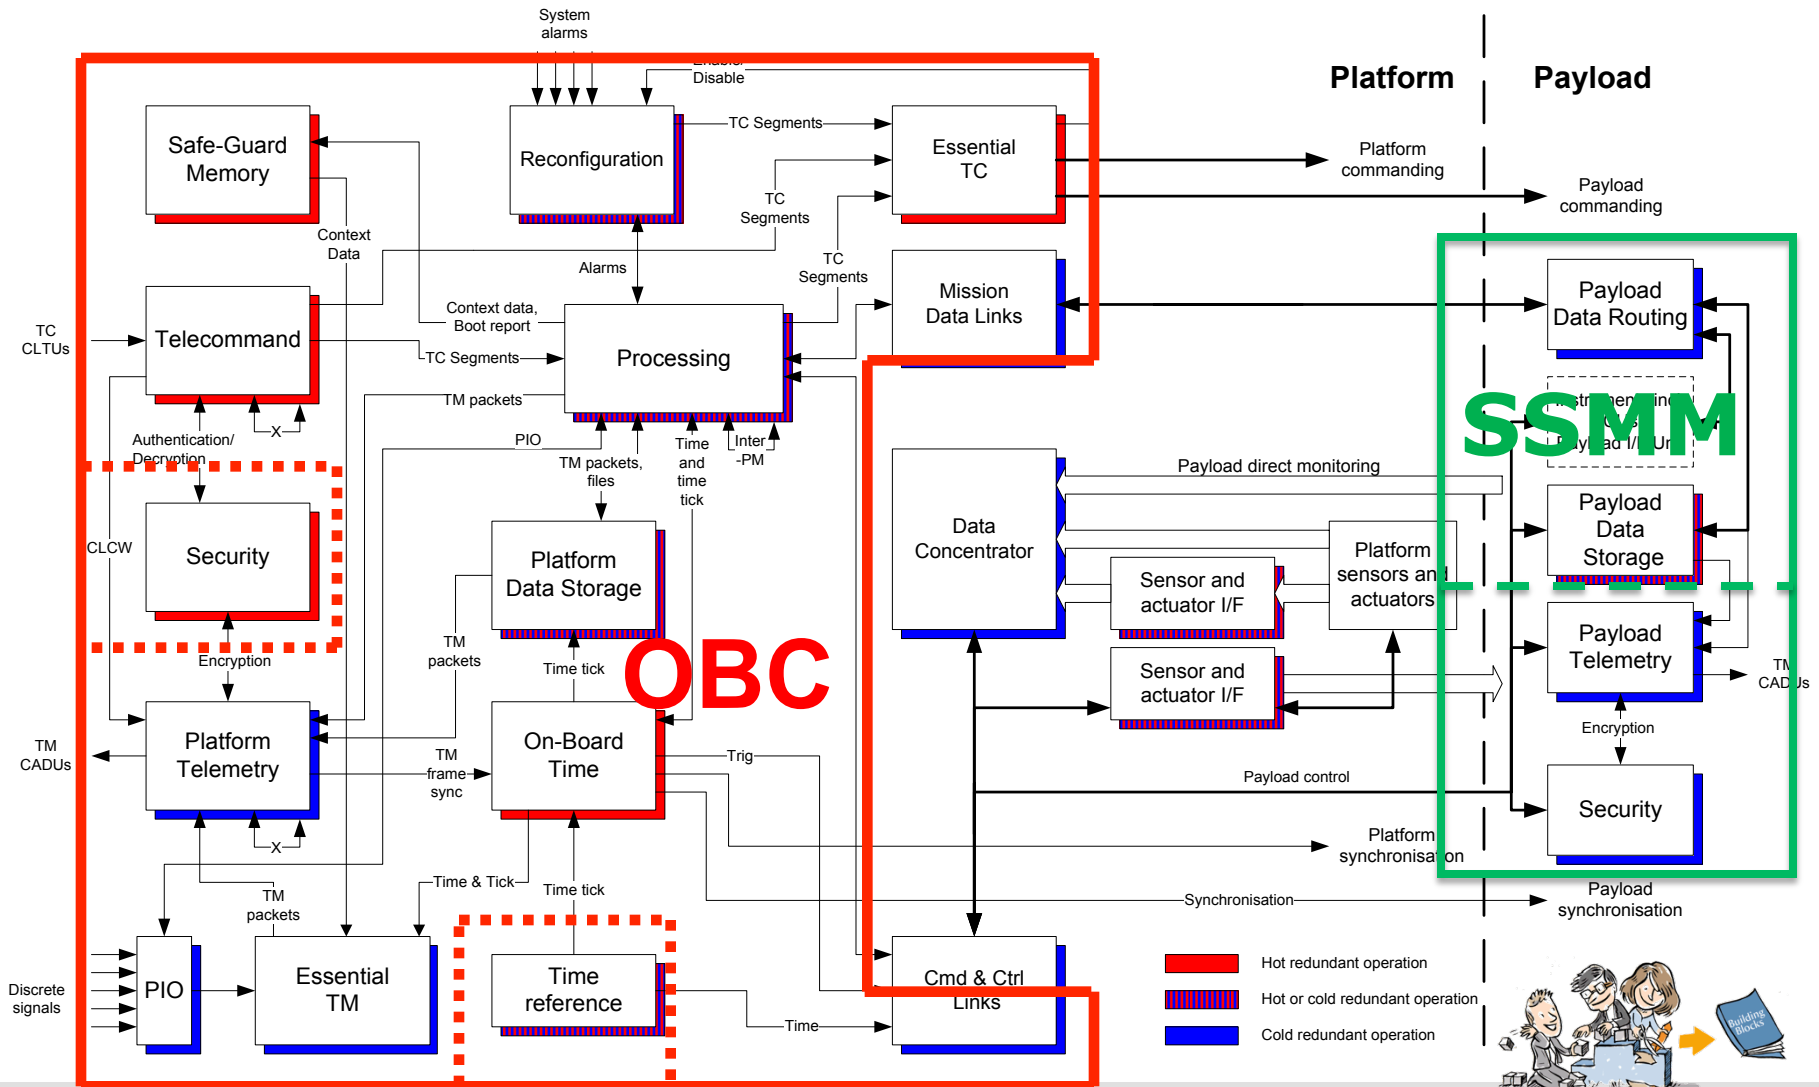 System
alarms
Disable
Platform
Payload
Safe-Guard
Memory
Reconfiguration
TC Segments
Essential
TC
Platform
commanding
Payload
commanding
TC
Segments
Context
Data
Alarms
TC
Segments
Mission
Data Links
Payload
Data Routing
TC
CLTUs
Telecommand
Context data,
Boot report
TC Segments
Processing
TM packets
X
Authentication/
Decryption
PIO
TM packets,
files
Time
and
time
tick
Inter
-PM
SSMM
Payload direct monitoring
CLCW
Security
Platform
Data Storage
Data
Concentrator
Sensor and
actuator I/F
Platform
sensors and
actuators
Payload
Data
Storage
Encryption
TM
packets
Time tick
OBC
Sensor and
actuator I/F
Payload
Telemetry
TM
CADUs
Encryption
TM
CADUs
Platform
Telemetry
TM
frame
sync
On-Board
Time
Trig
Payload control
Security
X
Platform
synchronisation
TM
packets
Time & Tick
Time tick
Synchronisation
Payload
synchronisation
Discrete
signals
PIO
Essential
TM
Time
reference
Time
Cmd & Ctrl
Links
Hot redundant operation
Hot or cold redundant operation
Cold redundant operation
Building
Blocks